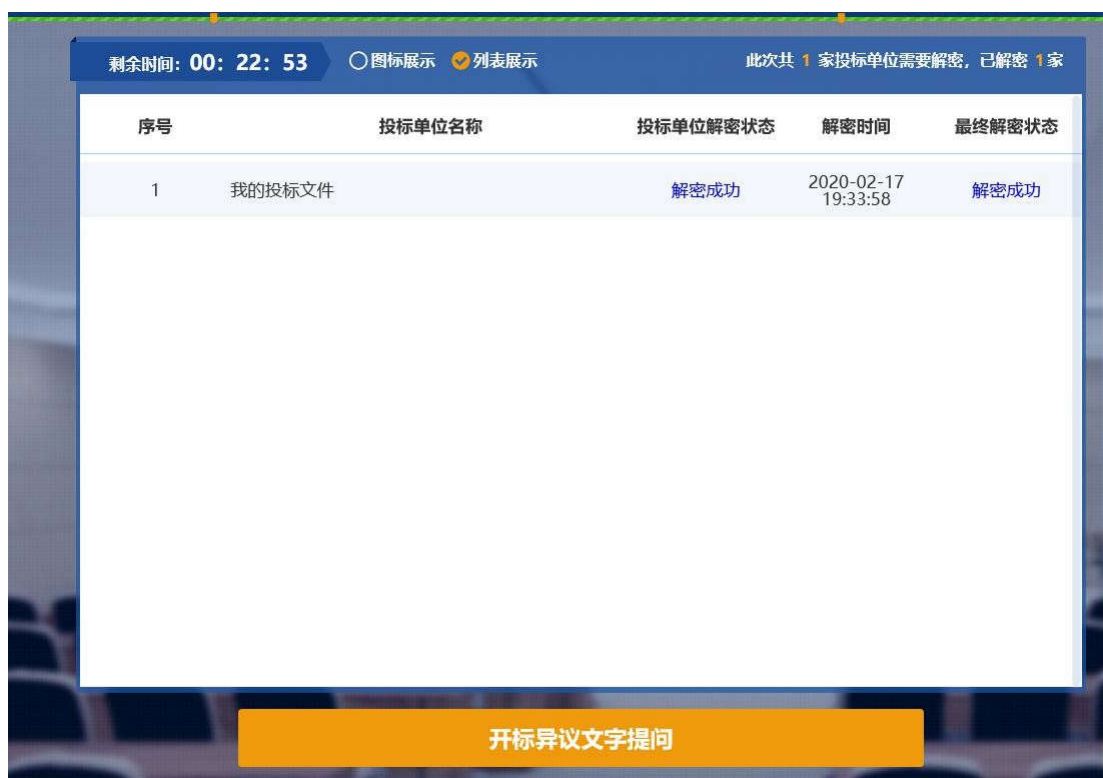 剩余时间：00：22：53 图标展示 列表展示 此次共 1 家投标单位需要解密，已解密 1家
序号 投标单位名称 投标单位解密状态 解密时间 最终解密状态
1 我的投标文件 解密成功 2020-02-17 19:33:58 解密成功
开标异议文字提问